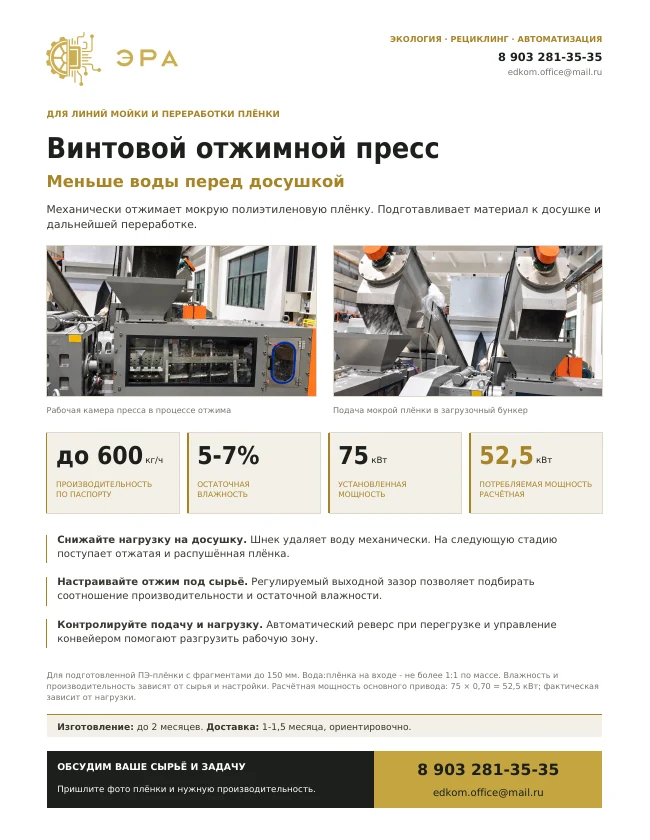 ЭРА
ЭКОЛОГИЯ · РЕЦИКЛИНГ · АВТОМАТИЗАЦИЯ
8 903 281-35-35
edkom.office@mail.ru
ДЛЯ ЛИНИЙ МОЙКИ И ПЕРЕРАБОТКИ ПЛЁНКИ
Винтовой отжимной пресс
Меньше воды перед досушкой
Механически отжимает мокрую полиэтиленовую плёнку. Подготавливает материал к досушке и
дальнейшей переработке.
Рабочая камера пресса в процессе отжима
Подача мокрой плёнки в загрузочный бункер
до 600 кг/ч
ПРОИЗВОДИТЕЛЬНОСТЬ
ПО ПАСПОРТУ
5-7%
ОСТАТОЧНАЯ
ВЛАЖНОСТЬ
75 кВт
УСТАНОВЛЕННАЯ
МОЩНОСТЬ
52,5 кВт
ПОТРЕБЛЯЕМАЯ МОЩНОСТЬ
РАСЧЁТНАЯ
Снижайте нагрузку на досушку. Шнек удаляет воду механически. На следующую стадию
поступает отжатая и распушённая плёнка.
Настраивайте отжим под сырьё. Регулируемый выходной зазор позволяет подбирать
соотношение производительности и остаточной влажности.
Контролируйте подачу и нагрузку. Автоматический реверс при перегрузке и управление
конвейером помогают разгрузить рабочую зону.
Для подготовленной ПЭ-плёнки с фрагментами до 150 мм. Вода:плёнка на входе - не более 1:1 по массе. Влажность и
производительность зависят от сырья и настройки. Расчётная мощность основного привода: 75 × 0,70 = 52,5 кВт; фактическая
зависит от нагрузки.
Изготовление: до 2 месяцев. Доставка: 1-1,5 месяца, ориентировочно.
ОБСУДИМ ВАШЕ СЫРЬЁ И ЗАДАЧУ
Пришлите фото плёнки и нужную производительность.
8 903 281-35-35
edkom.office@mail.ru